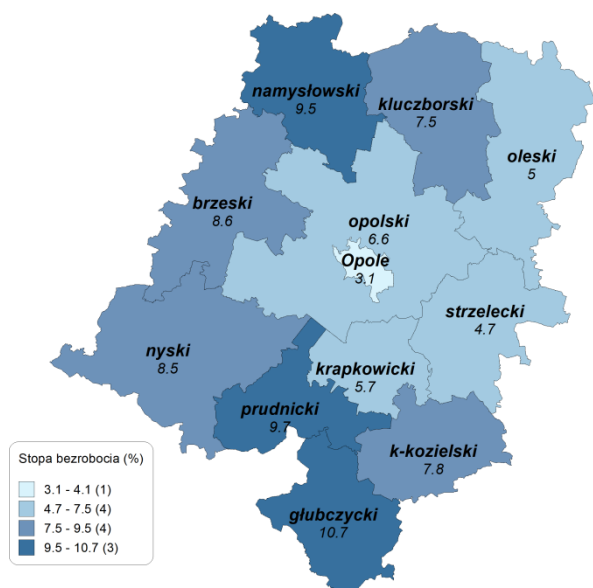 namysłowski
9.5
kluczborski
7.5
oleski
5
brzeski
8.6
opolski
6.6
Opole
3.1
strzelecki
4.7
nyski
8.5
krapkowicki
5.7
prudnicki
9.7
k-kozielski
7.8
głubczycki
10.7
Stopa bezrobocia (%)
3.1 - 4.1 (1)
4.7 - 7.5 (4)
7.5 - 9.5 (4)
9.5 - 10.7 (3)